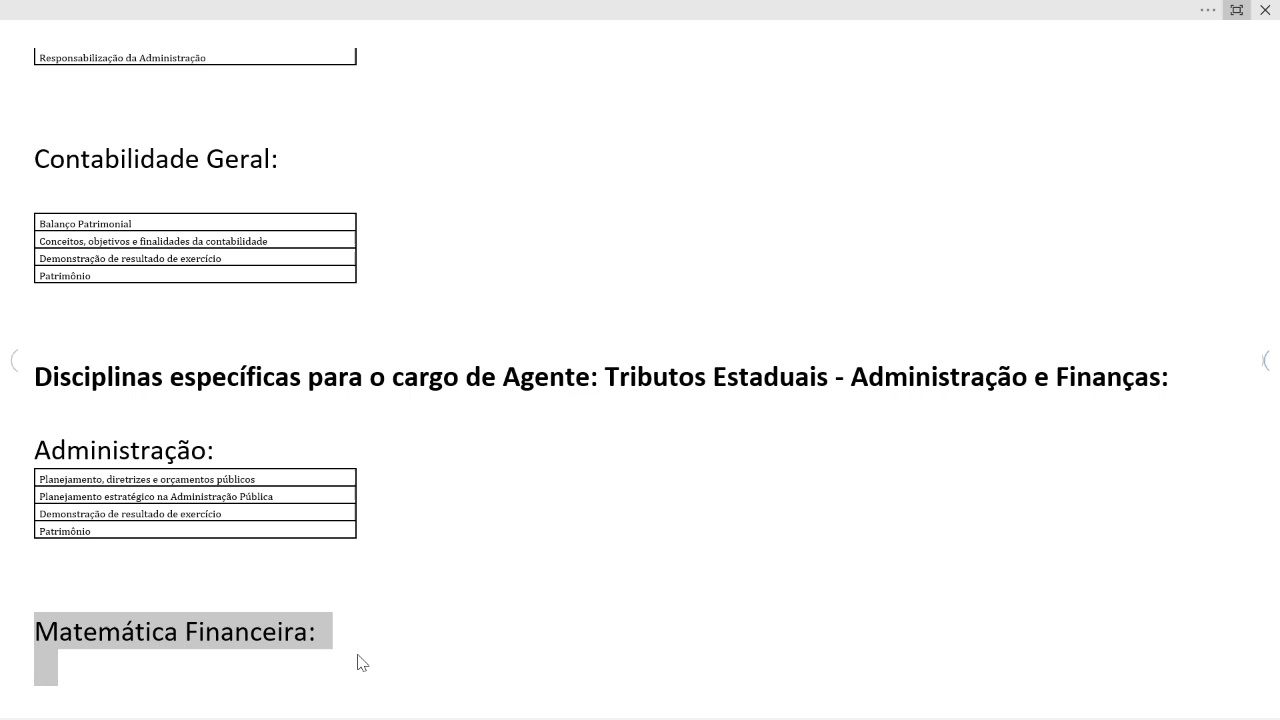 Responsabilização da Administração
Contabilidade Geral:
Balanço Patrimonial
Conceitos, objetivos e finalidades da contabilidade
Demonstração de resultado de exercício
Patrimônio
Disciplinas específicas para o cargo de Agente: Tributos Estaduais - Administração e Finanças:
Administração:
Planejamento, diretrizes e orçamentos públicos
Planejamento estratégico na Administração Pública
Demonstração de resultado de exercício
Patrimônio
Matemática Financeira: